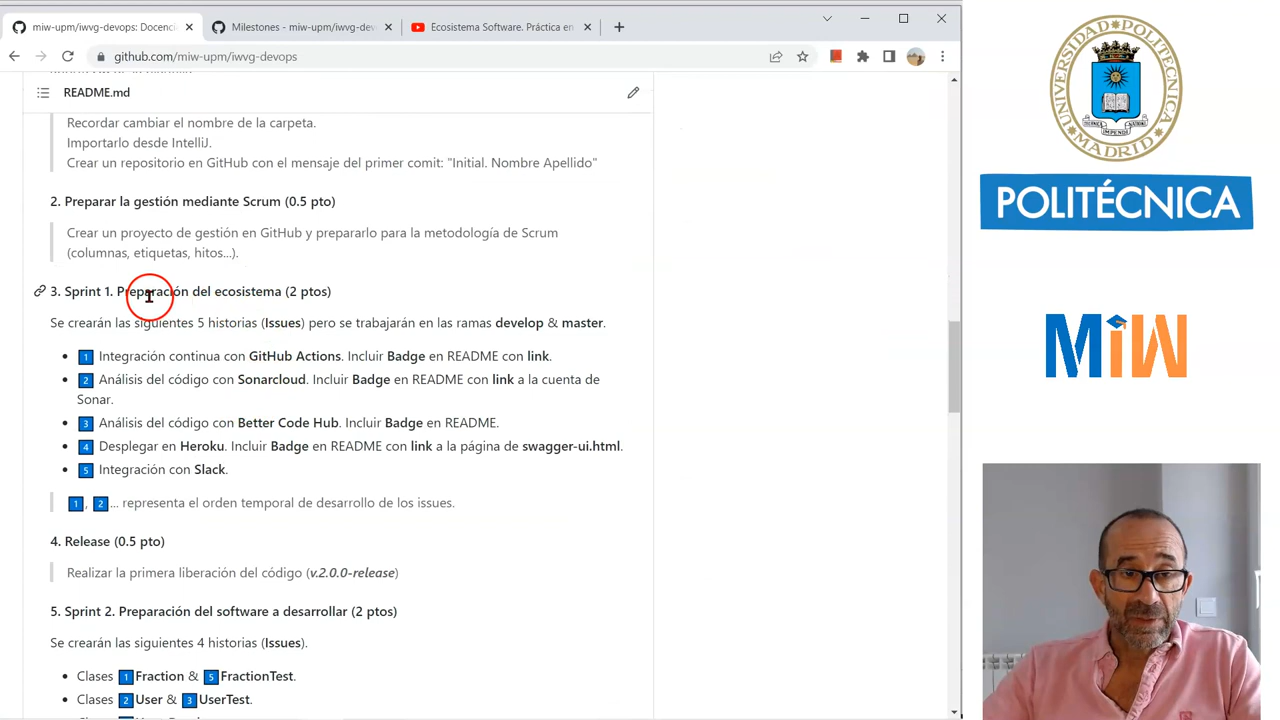 miw-upm/iwvg-devops: Docenci
Milestones - miw-upm/iwvg-dev
Ecosistema Software. Práctica en
github.com/miw-upm/iwvg-devops
README.md
Recordar cambiar el nombre de la carpeta.
Importarlo desde IntelliJ.
Crear un repositorio en GitHub con el mensaje del primer comit: "Initial. Nombre Apellido"
2. Preparar la gestión mediante Scrum (0.5 pto)
Crear un proyecto de gestión en GitHub y prepararlo para la metodología de Scrum
(columnas, etiquetas, hitos...).
3. Sprint 1. Preparación del ecosistema (2 ptos)
Se crearán las siguientes 5 historias (Issues) pero se trabajarán en las ramas develop & master.
1 Integración continua con GitHub Actions. Incluir Badge en README con link.
2 Análisis del código con Sonarcloud. Incluir Badge en README con link a la cuenta de
Sonar.
3 Análisis del código con Better Code Hub. Incluir Badge en README.
4 Desplegar en Heroku. Incluir Badge en README con link a la página de swagger-ui.html.
5 Integración con Slack.
1, 2... representa el orden temporal de desarrollo de los issues.
4. Release (0.5 pto)
Realizar la primera liberación del código (v.2.0.0-release)
5. Sprint 2. Preparación del software a desarrollar (2 ptos)
Se crearán las siguientes 4 historias (Issues).
Clases 1 Fraction & 5 FractionTest.
Clases 2 User & 3 UserTest.
UNIVERSIDAD POLITÉCNICA
MADRID
POLITÉCNICA
MiW